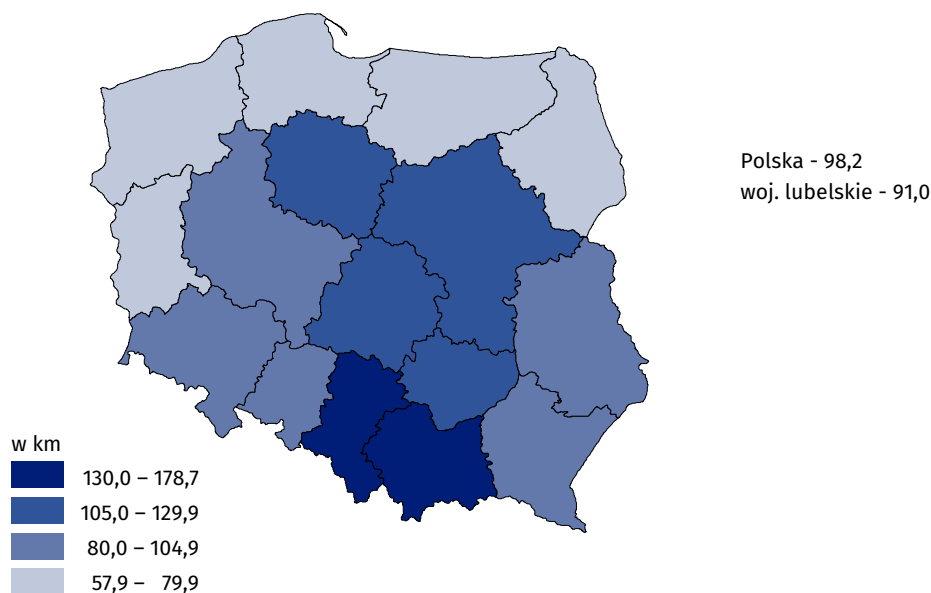 Polska - 98,2
woj. lubelskie - 91,0
w km
130,0 – 178,7
105,0 – 129,9
80,0 – 104,9
57,9 – 79,9